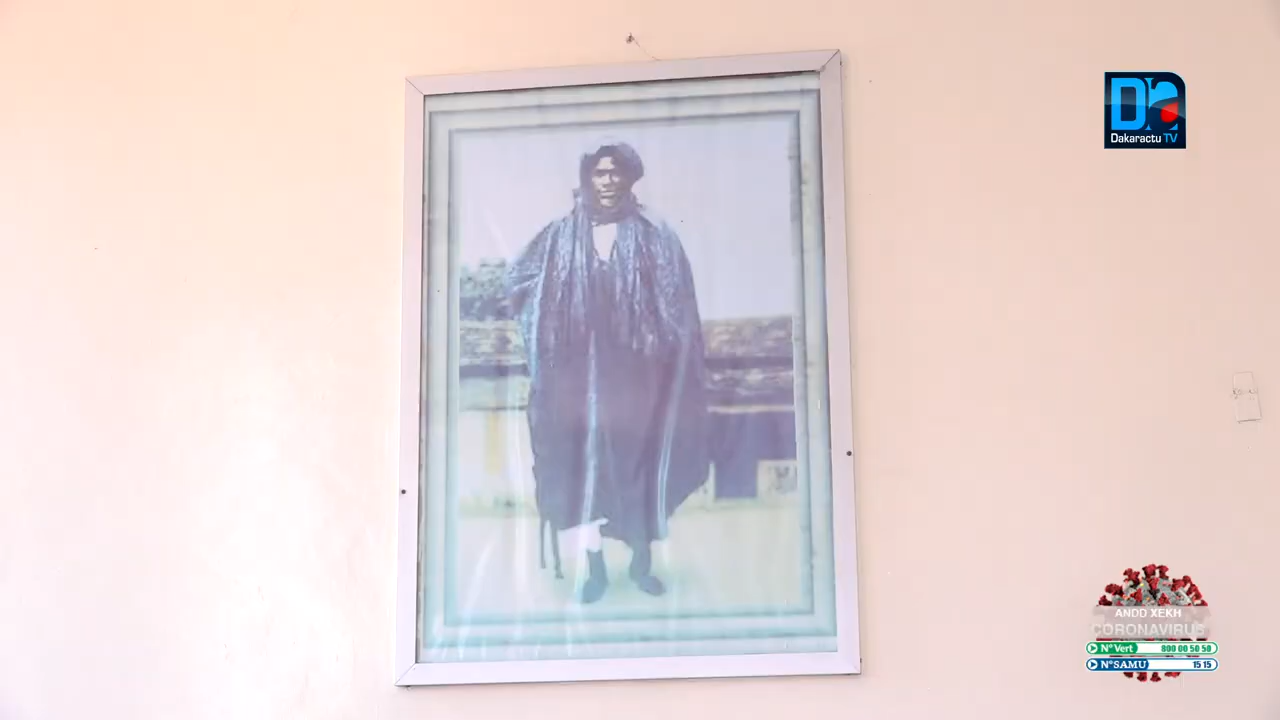 Dakaractu TV
ANDD XEKH
CORONAVIRUS
N° Vert 800 00 50 50
N° SAMU 15 15